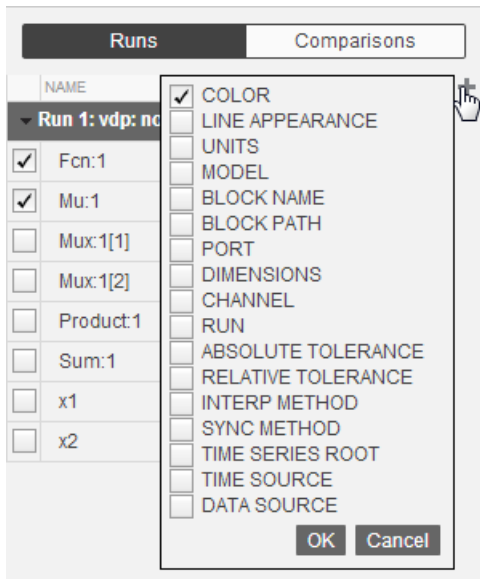 Runs Comparisons
NAME
Run 1: vdp:
Fcn:1
Mu:1
Mux:1[1]
Mux:1[2]
Product:1
Sum:1
x1
x2
COLOR
LINE APPEARANCE
UNITS
MODEL
BLOCK NAME
BLOCK PATH
PORT
DIMENSIONS
CHANNEL
RUN
ABSOLUTE TOLERANCE
RELATIVE TOLERANCE
INTERP METHOD
SYNC METHOD
TIME SERIES ROOT
TIME SOURCE
DATA SOURCE
OK Cancel